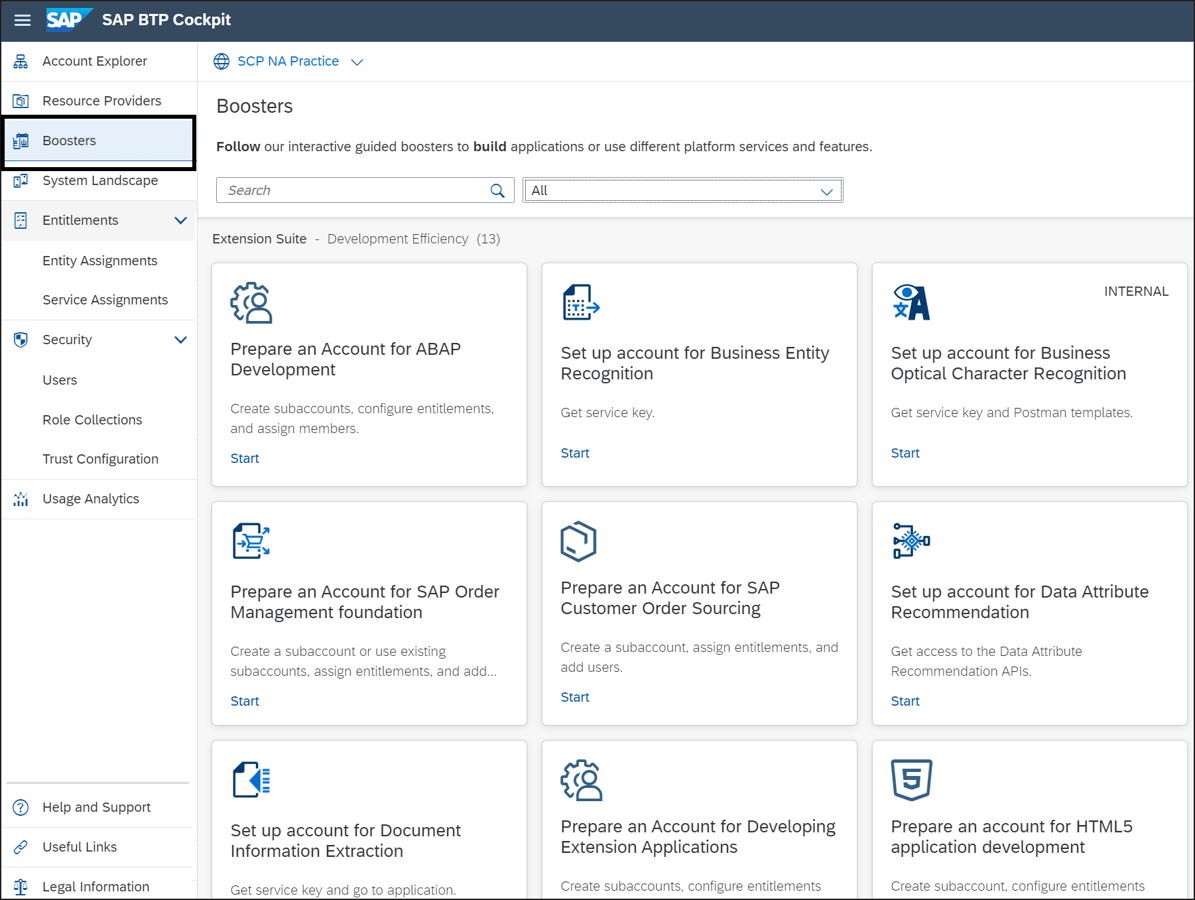 SAP SAP BTP Cockpit
Account Explorer
Resource Providers
Boosters
System Landscape
Entitlements
Entity Assignments
Service Assignments
Security
Users
Role Collections
Trust Configuration
Usage Analytics
Help and Support
Useful Links
Legal Information
SCP NA Practice
Boosters
Follow our interactive guided boosters to build applications or use different platform services and features.
Search
All
Extension Suite - Development Efficiency (13)
Prepare an Account for ABAP
Development
Create subaccounts, configure entitlements,
and assign members.
Start
Set up account for Business Entity
Recognition
Get service key.
Start
INTERNAL
Set up account for Business
Optical Character Recognition
Get service key and Postman templates.
Start
Prepare an Account for SAP Order
Management foundation
Create a subaccount or use existing
subaccounts, assign entitlements, and add...
Start
Prepare an Account for SAP
Customer Order Sourcing
Create a subaccount, assign entitlements, and
add users.
Start
Set up account for Data Attribute
Recommendation
Get access to the Data Attribute
Recommendation APIs.
Start
Set up account for Document
Information Extraction
Get service key and go to application.
Prepare an Account for Developing
Extension Applications
Create subaccounts, configure entitlements
Prepare an account for HTML5
application development
Create subaccount, configure entitlements